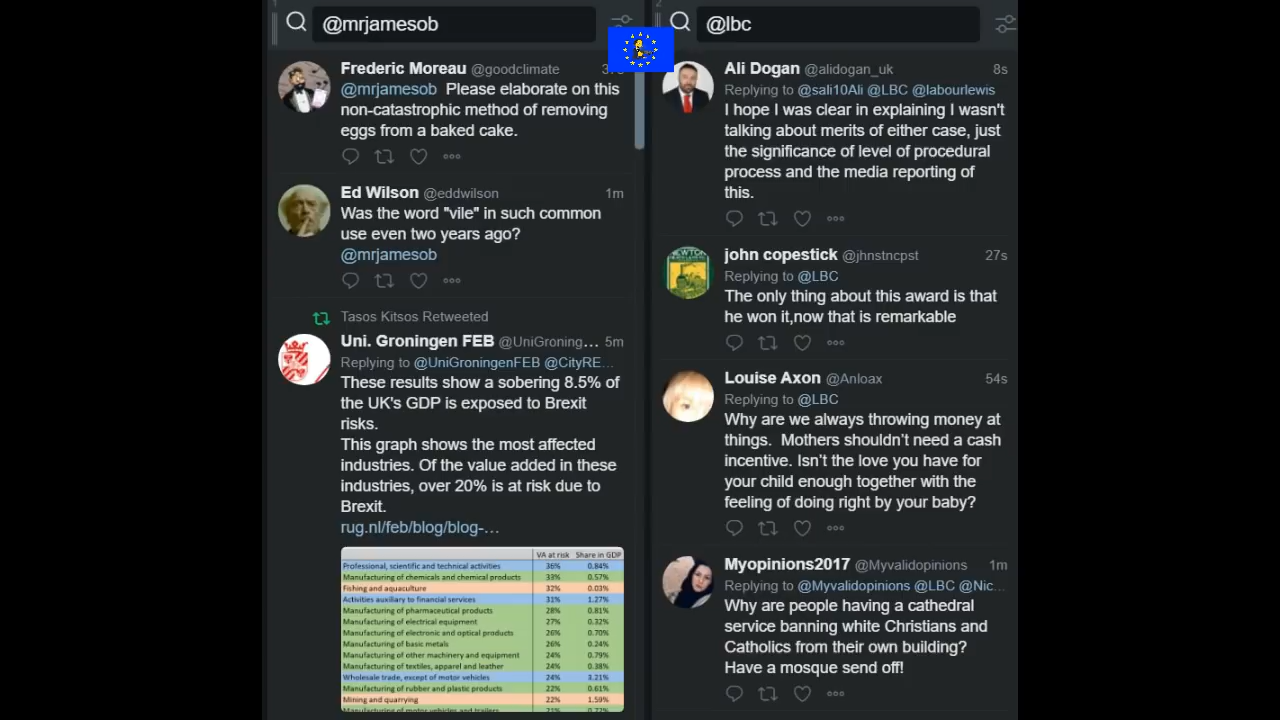 1
@mrjamesob
Frederic Moreau @goodclimate
@mrjamesob Please elaborate on this
non-catastrophic method of removing
eggs from a baked cake.
Ed Wilson @eddwilson 1m
Was the word "vile" in such common
use even two years ago?
@mrjamesob
Tasos Kitsos Retweeted
Uni. Groningen FEB @UniGroning... 5m
Replying to @UniGroningenFEB @CityRE...
These results show a sobering 8.5% of
the UK's GDP is exposed to Brexit
risks.
This graph shows the most affected
industries. Of the value added in these
industries, over 20% is at risk due to
Brexit.
rug.nl/feb/blog/blog-...
VA at risk Share in GDP
Professional, scientific and technical activities 36% 0.84%
Manufacturing of chemicals and chemical products 33% 0.57%
Fishing and aquaculture 32% 0.03%
Activities auxiliary to financial services 31% 1.27%
Manufacturing of pharmaceutical products 28% 0.81%
Manufacturing of electrical equipment 27% 0.32%
Manufacturing of electronic and optical products 26% 0.70%
Manufacturing of basic metals 26% 0.24%
Manufacturing of other machinery and equipment 24% 0.79%
Manufacturing of textiles, apparel and leather 24% 0.38%
Wholesale trade, except of motor vehicles 24% 3.21%
Manufacturing of rubber and plastic products 22% 0.61%
Mining and quarrying 22% 1.59%
Manufacturing of motor vehicles and trailers 21% 0.72%
2
@lbc
Ali Dogan @alidogan_uk 8s
Replying to @sali10Ali @LBC @labourlewis
I hope I was clear in explaining I wasn't
talking about merits of either case, just
the significance of level of procedural
process and the media reporting of
this.
john copestick @jhnstncpst 27s
Replying to @LBC
The only thing about this award is that
he won it,now that is remarkable
Louise Axon @Anloax 54s
Replying to @LBC
Why are we always throwing money at
things. Mothers shouldn't need a cash
incentive. Isn't the love you have for
your child enough together with the
feeling of doing right by your baby?
Myopinions2017 @Myvalidopinions 1m
Replying to @Myvalidopinions @LBC @Nic...
Why are people having a cathedral
service banning white Christians and
Catholics from their own building?
Have a mosque send off!